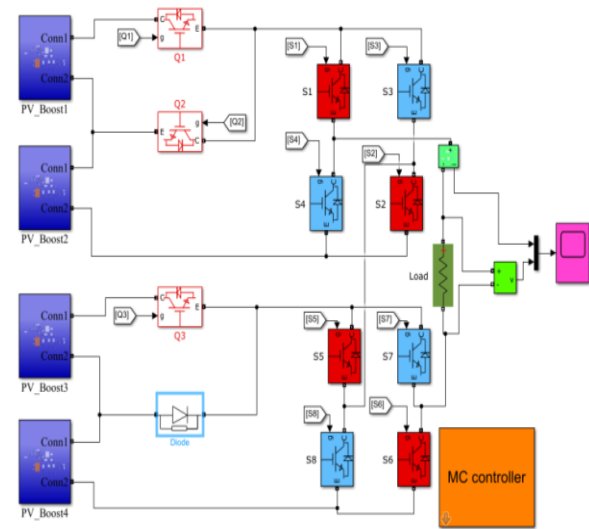 Conn1
Conn2
PV_Boost1
[Q1]
C
E
g
Q1
Q2
g
E
C
[Q2]
[S1]
[S3]
g
C
S1
E
g
C
S3
E
[S4]
[S2]
g
C
S4
E
g
C
S2
E
Conn1
Conn2
PV_Boost2
Load
+
-
v
Conn1
Conn2
PV_Boost3
[Q3]
C
E
g
Q3
[S5]
[S7]
g
C
S5
E
g
C
S7
E
Diode
[S8]
[S6]
g
C
S8
E
g
C
S6
E
Conn1
Conn2
PV_Boost4
MC controller